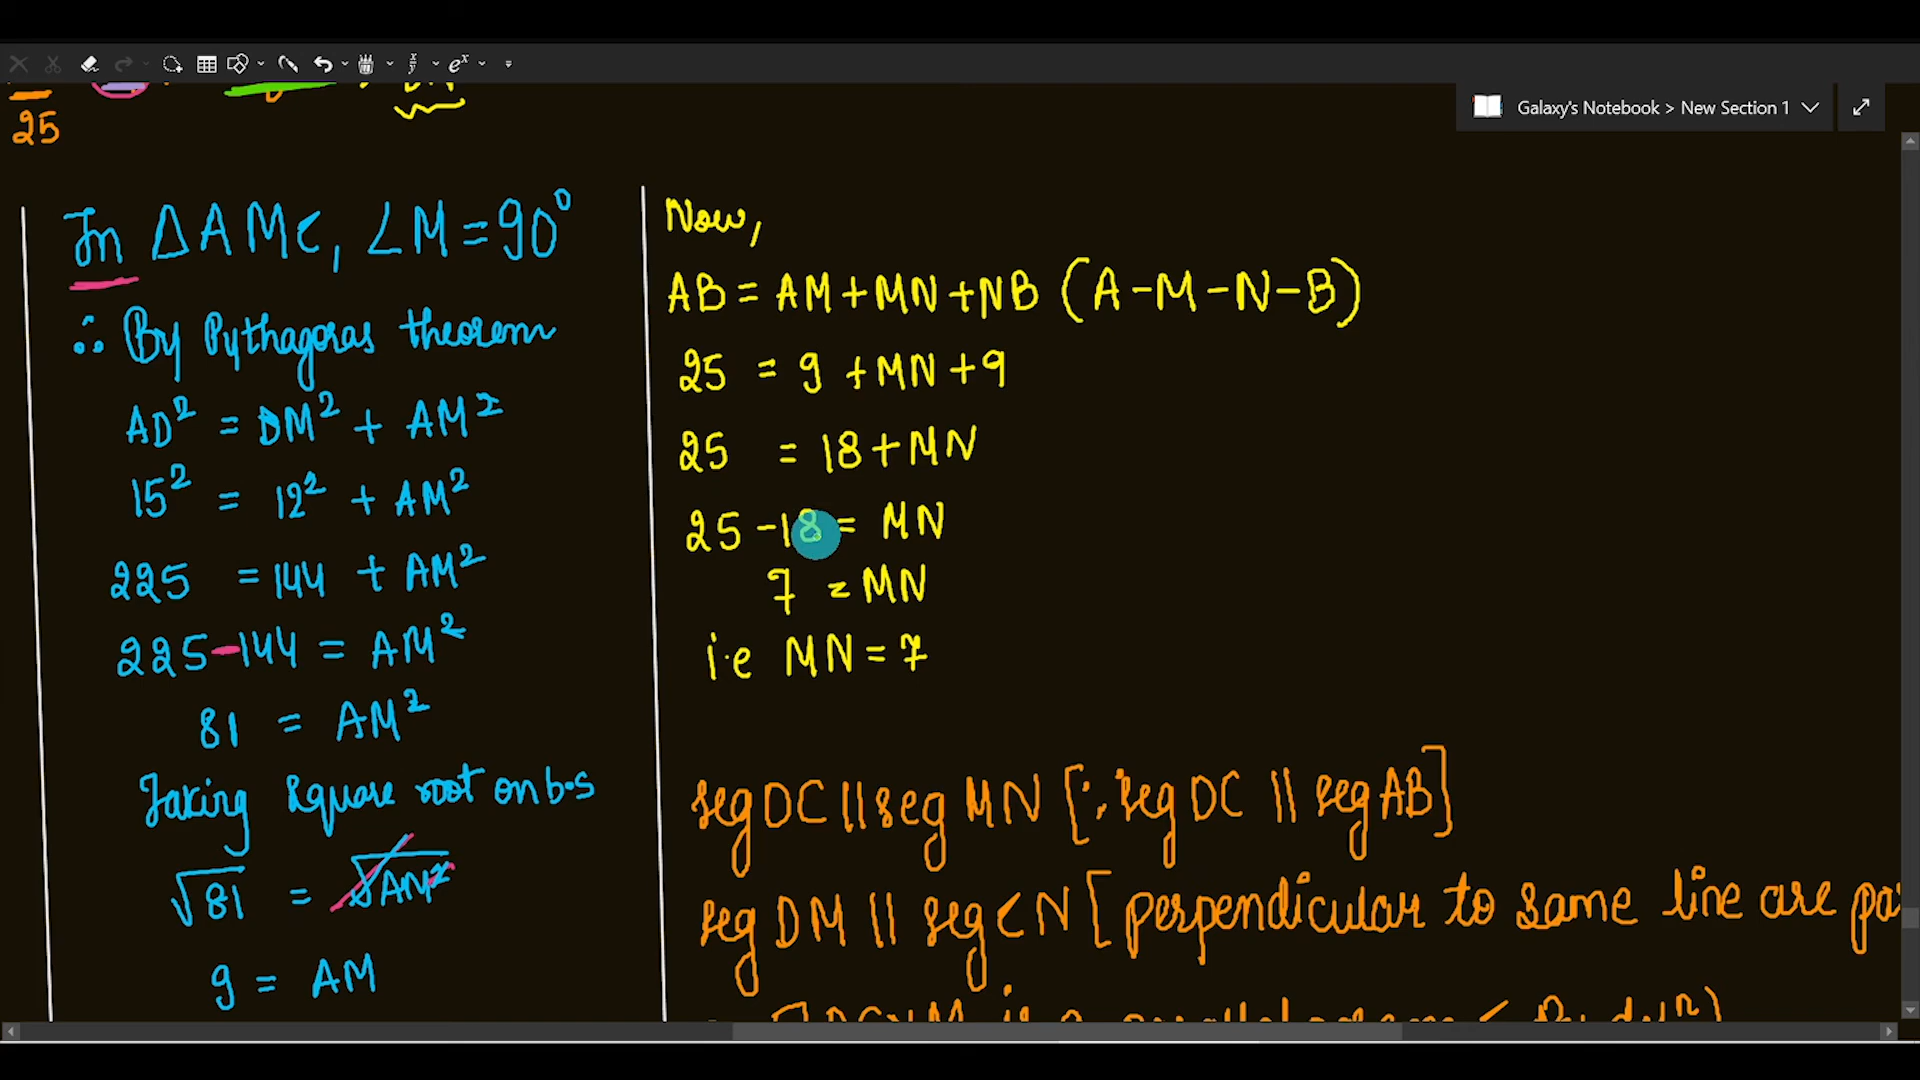 Galaxy's Notebook > New Section 1
25
In ΔAMC, ∠M=90°
∴ By Pythagoras theorem
AD² = DM² + AM²
15² = 12² + AM²
225 = 144 + AM²
225-144 = AM²
81 = AM²
Taking Square root on b.s
√81 = √AM²
9 = AM
Now,
AB = AM+MN+NB (A-M-N-B)
25 = 9 +MN+9
25 = 18+MN
25-18 = MN
7 = MN
i.e MN = 7
seg DC || seg MN [∵ seg DC || seg AB]
seg DM || seg CN [perpendicular to same line are
is a